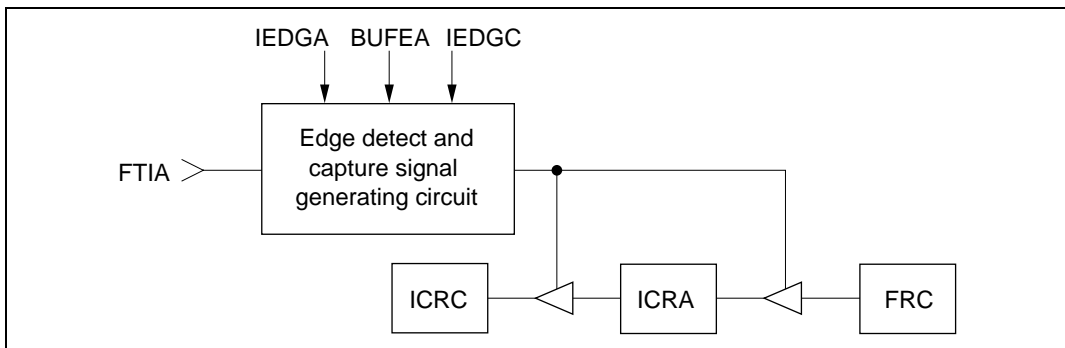 IEDGA BUFEA IEDGC
Edge detect and
capture signal
generating circuit
FTIA
ICRC ICRA FRC